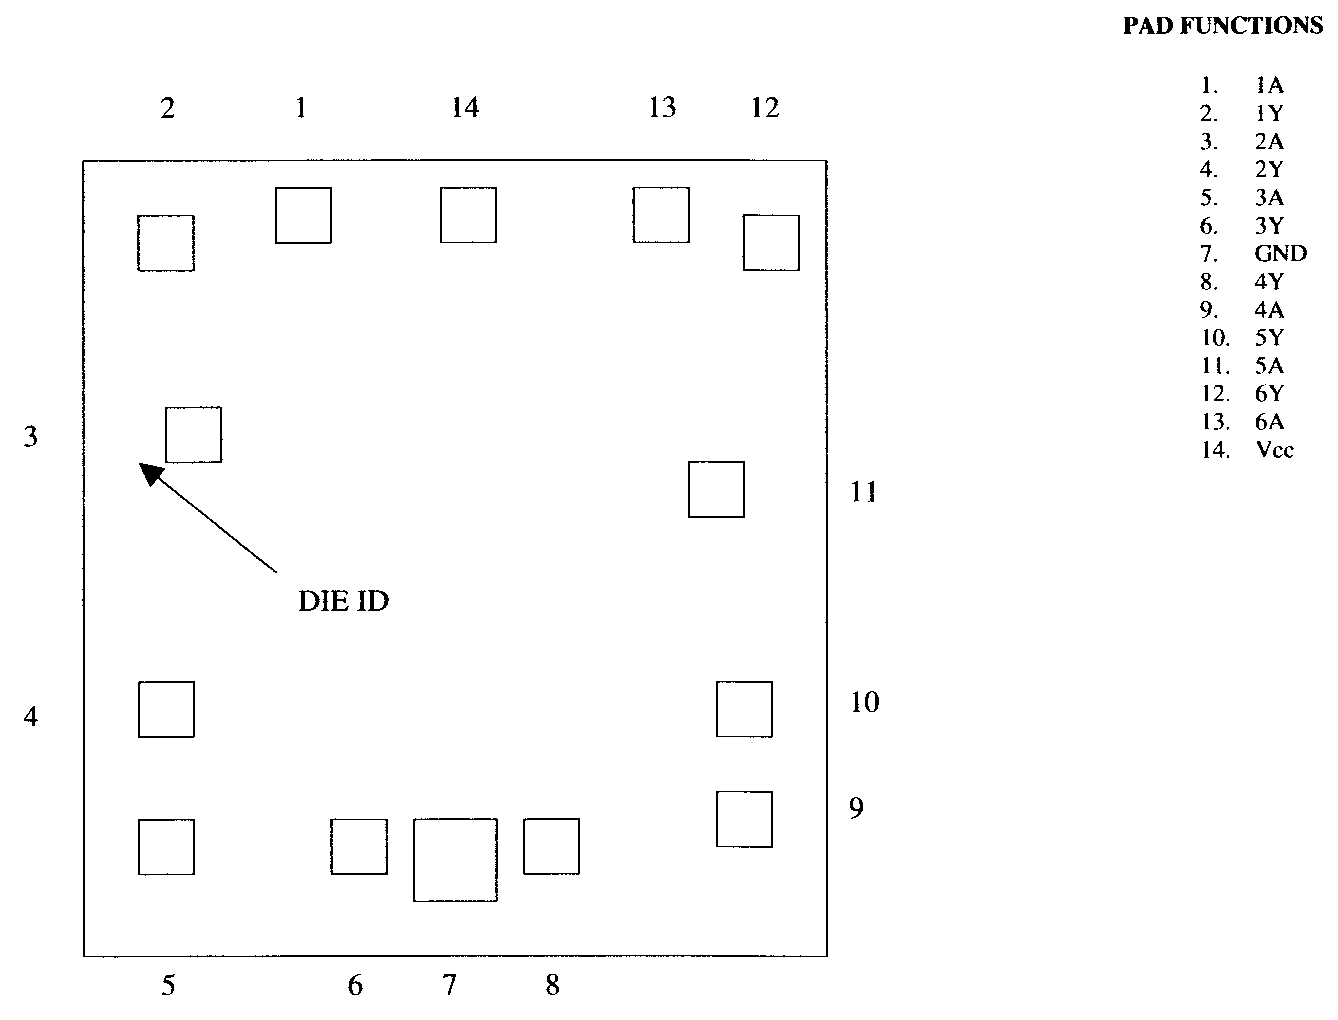 PAD FUNCTIONS
1. 1A
2. 1Y
3. 2A
4. 2Y
5. 3A
6. 3Y
7. GND
8. 4Y
9. 4A
10. 5Y
11. 5A
12. 6Y
13. 6A
14. Vcc
2 1 14 13 12
3
11
DIE ID
10
4
9
5 6 7 8